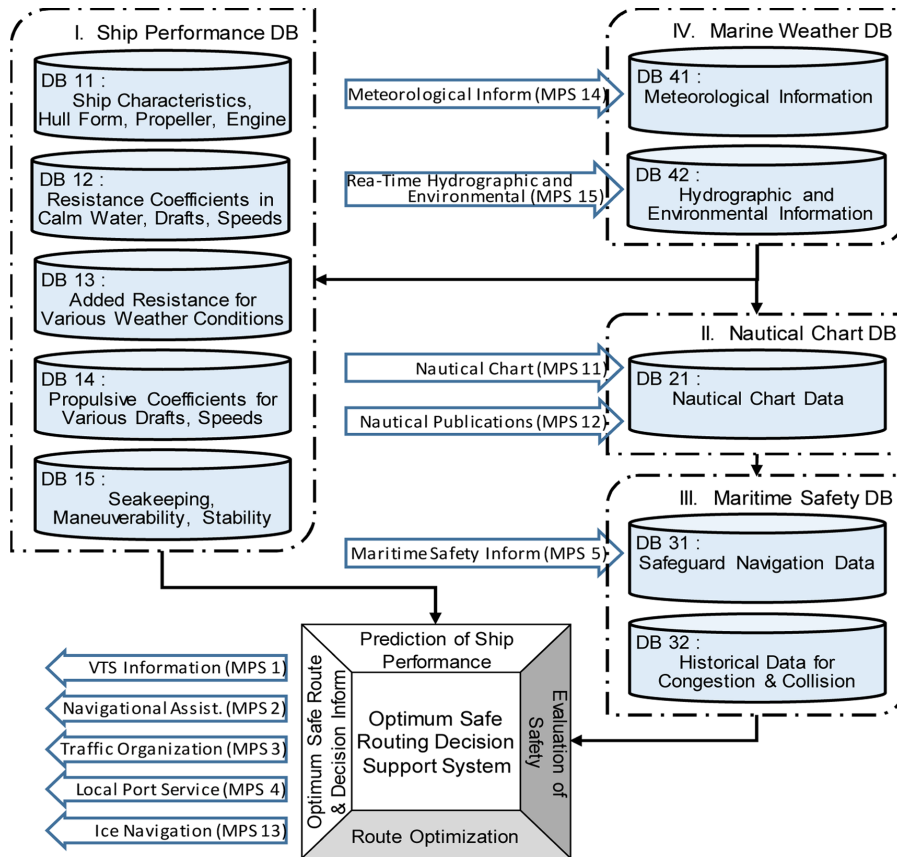 I. Ship Performance DB
DB 11 :
Ship Characteristics,
Hull Form, Propeller, Engine
DB 12 :
Resistance Coefficients in
Calm Water, Drafts, Speeds
DB 13 :
Added Resistance for
Various Weather Conditions
DB 14 :
Propulsive Coefficients for
Various Drafts, Speeds
DB 15 :
Seakeeping,
Maneuverability, Stability
IV. Marine Weather DB
Meteorological Inform (MPS 14)
DB 41 :
Meteorological Information
Rea-Time Hydrographic and
Environmental (MPS 15)
DB 42 :
Hydrographic and
Environmental Information
II. Nautical Chart DB
Nautical Chart (MPS 11)
Nautical Publications (MPS 12)
DB 21 :
Nautical Chart Data
III. Maritime Safety DB
Maritime Safety Inform (MPS 5)
DB 31 :
Safeguard Navigation Data
DB 32 :
Historical Data for
Congestion & Collision
Prediction of Ship
Performance
Evaluation of
Safety
Optimum Safe
Routing Decision
Support System
Route Optimization
Optimum Safe Route
& Decision Inform
VTS Information (MPS 1)
Navigational Assist. (MPS 2)
Traffic Organization (MPS 3)
Local Port Service (MPS 4)
Ice Navigation (MPS 13)